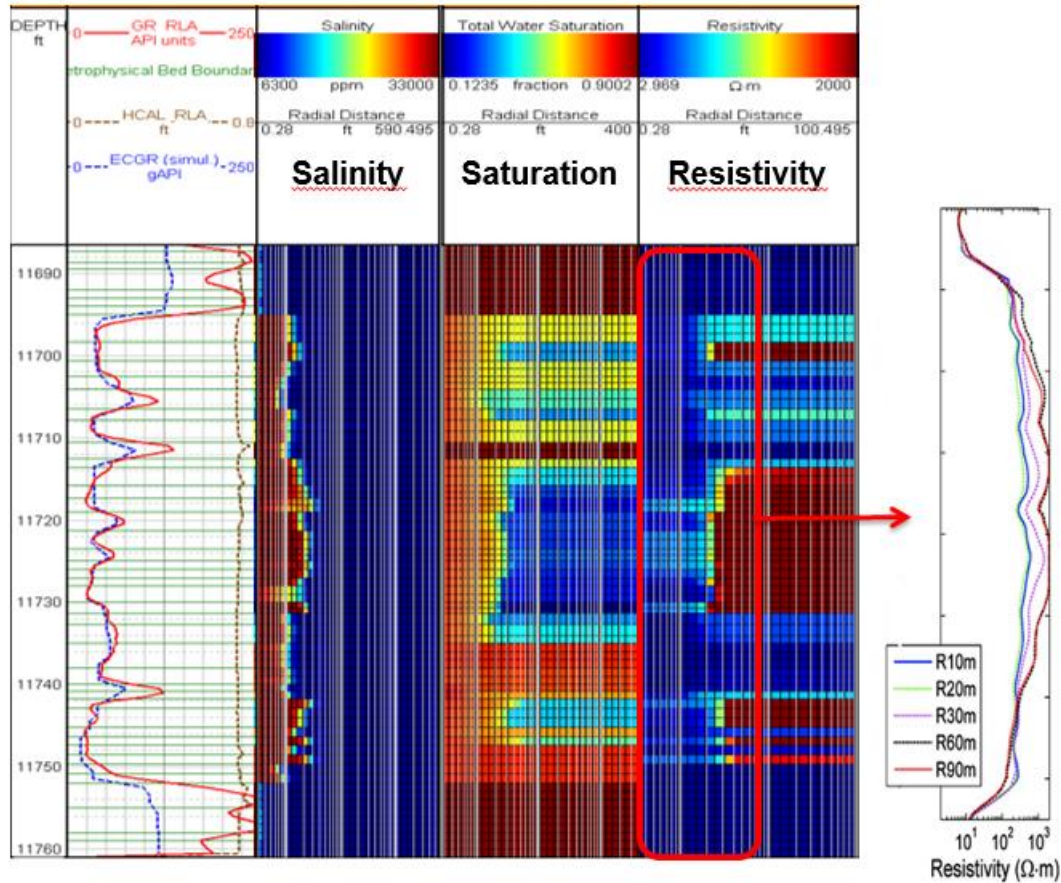 DEPTH
ft
0 GR_RLA 250
API units
etrophysical Bed Boundar
0 HCAL_RLA 0.8
ft
0 ECGR (simul.) 250
gAPI
Salinity
6300 ppm 33000
Radial Distance
0.28 ft 590.495
Salinity
Total Water Saturation
0.1235 fraction 0.9002
Radial Distance
0.28 ft 400
Saturation
Resistivity
2.969 Ω·m 2000
Radial Distance
0.28 ft 100.495
Resistivity
11690
11700
11710
11720
11730
11740
11750
11760
R10m
R20m
R30m
R60m
R90m
10¹ 10² 10³
Resistivity (Ω·m)